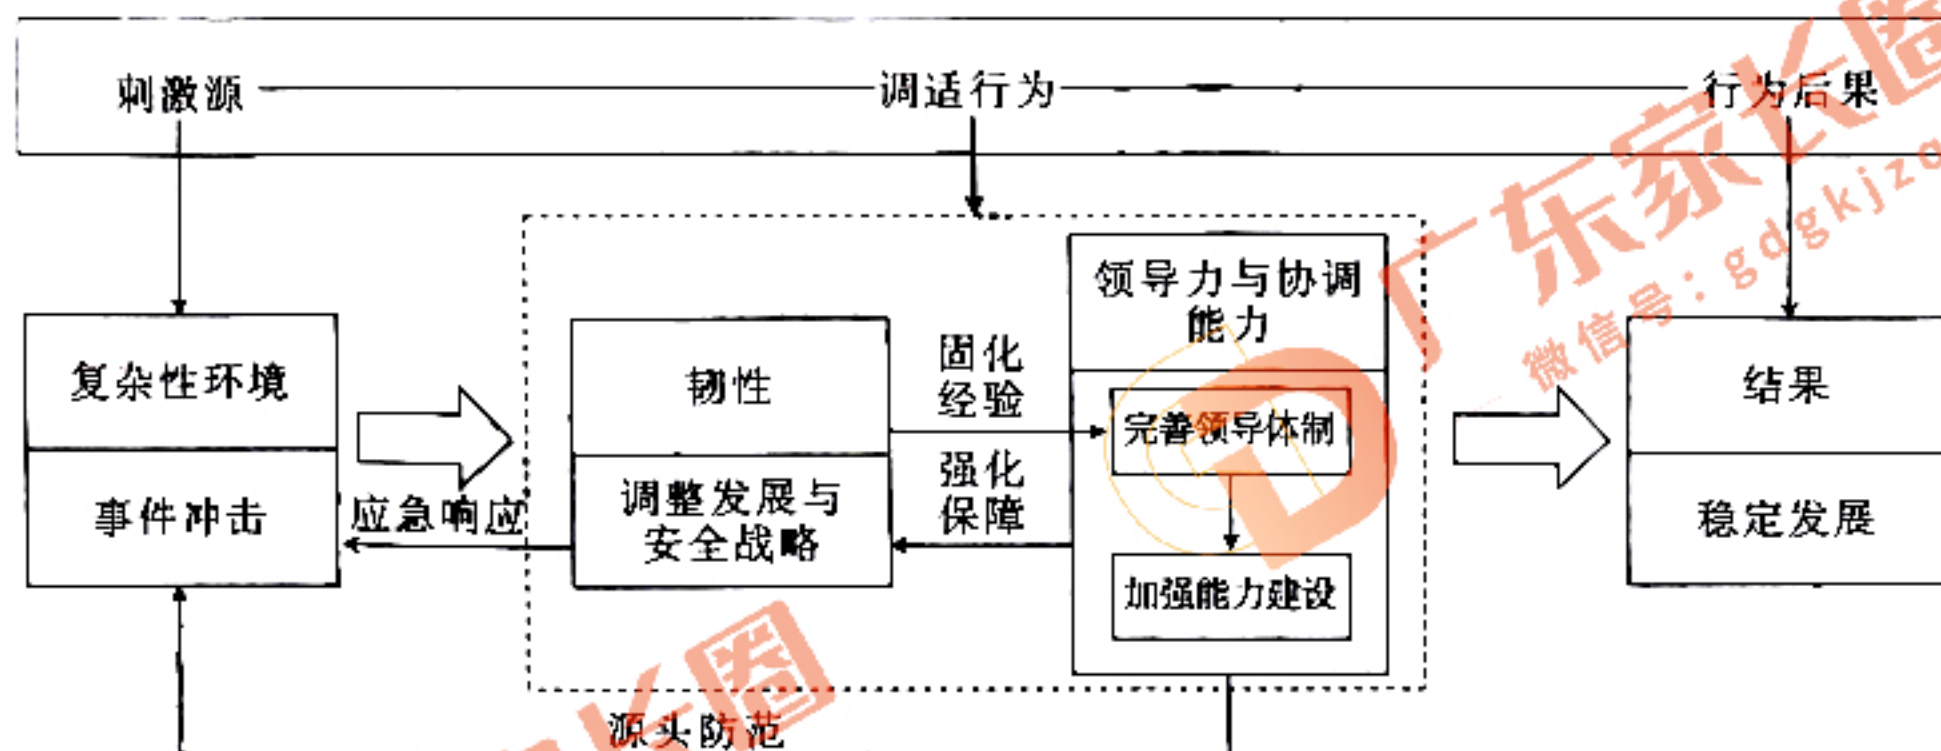 刺激源
调适行为
行为后果
领导力与协调
能力
复杂性环境
韧性
固化
经验
完善领导体制
结果
事件冲击
应急响应
调整发展与
安全战略
强化
保障
加强能力建设
稳定发展
源头防范
广东家长圈
微信号：gdgkjzq
长圈